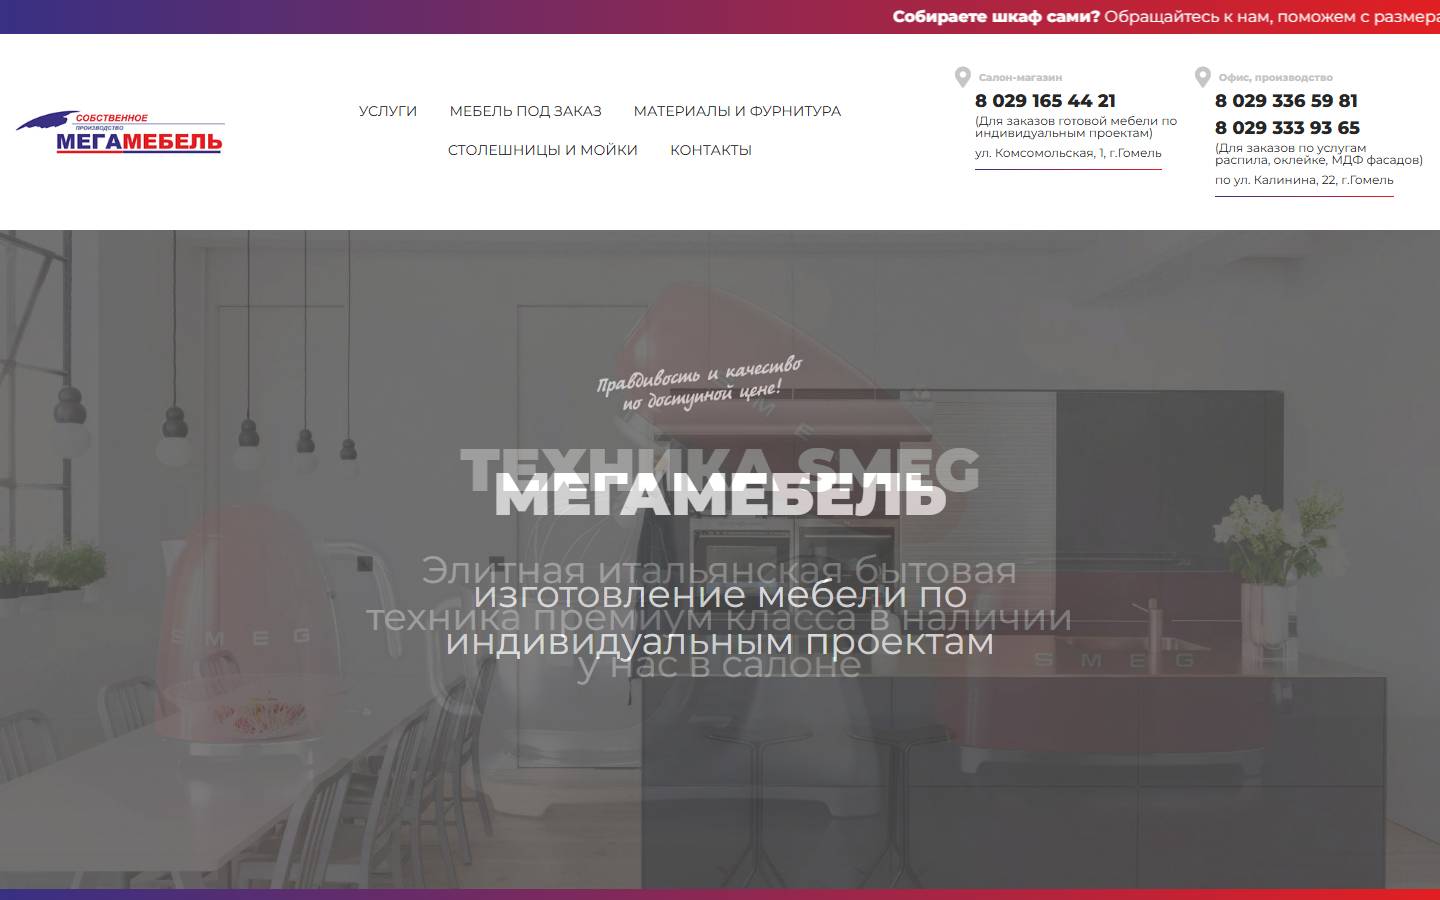 Собираете шкаф сами? Обращайтесь к нам, поможем с размера
СОБСТВЕННОЕ
ПРОИЗВОДСТВО
МЕГАМЕБЕЛЬ
УСЛУГИ
МЕБЕЛЬ ПОД ЗАКАЗ
МАТЕРИАЛЫ И ФУРНИТУРА
СТОЛЕШНИЦЫ И МОЙКИ
КОНТАКТЫ
Салон-магазин
8 029 165 44 21
(Для заказов готовой мебели по
индивидуальным проектам)
ул. Комсомольская, 1, г.Гомель
Офис, производство
8 029 336 59 81
8 029 333 93 65
(Для заказов по услугам
распила, оклейке, МДФ фасадов)
по ул. Калинина, 22, г.Гомель
Правдивость и качество
по доступной цене!
ТЕХНИКА SMEG
МЕГАМЕБЕЛЬ
Элитная итальянская бытовая
техника премиум класса в наличии
у нас в салоне
изготовление мебели по
индивидуальным проектам
SMEG
SMEG
SMEG